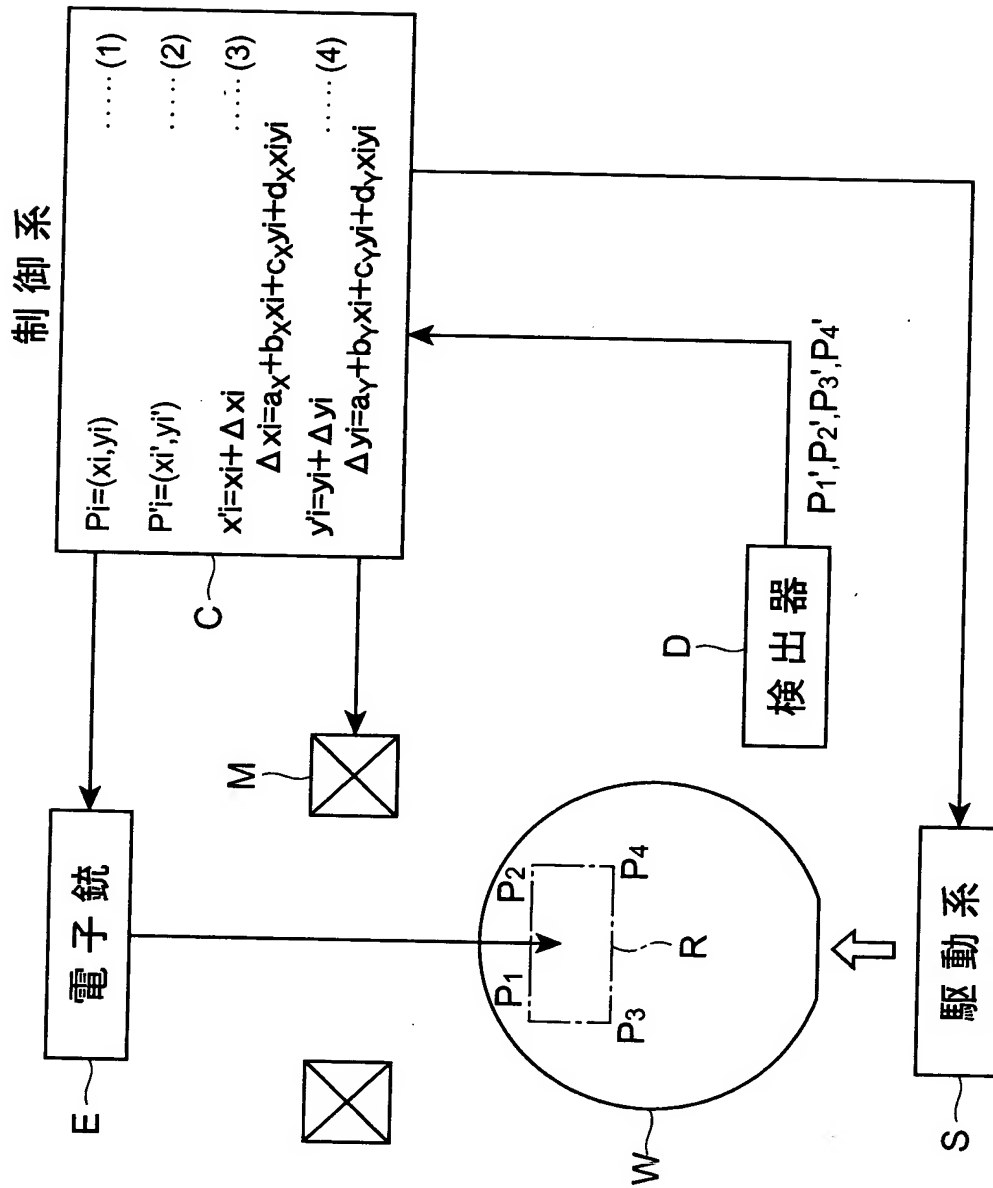 制御系
Pi=(xi,yi) ······(1)
P'i=(xi',yi') ······(2)
x'i=xi+Δxi ······(3)
Δxi=aX+bXxi+cXyi+dXxiyi
y'i=yi+Δyi ······(4)
Δyi=aY+bYxi+cYyi+dYxiyi
C
電子銃
E
M
P1
P2
P3
P4
R
W
D
検出器
P1',P2',P3',P4'
駆動系
S